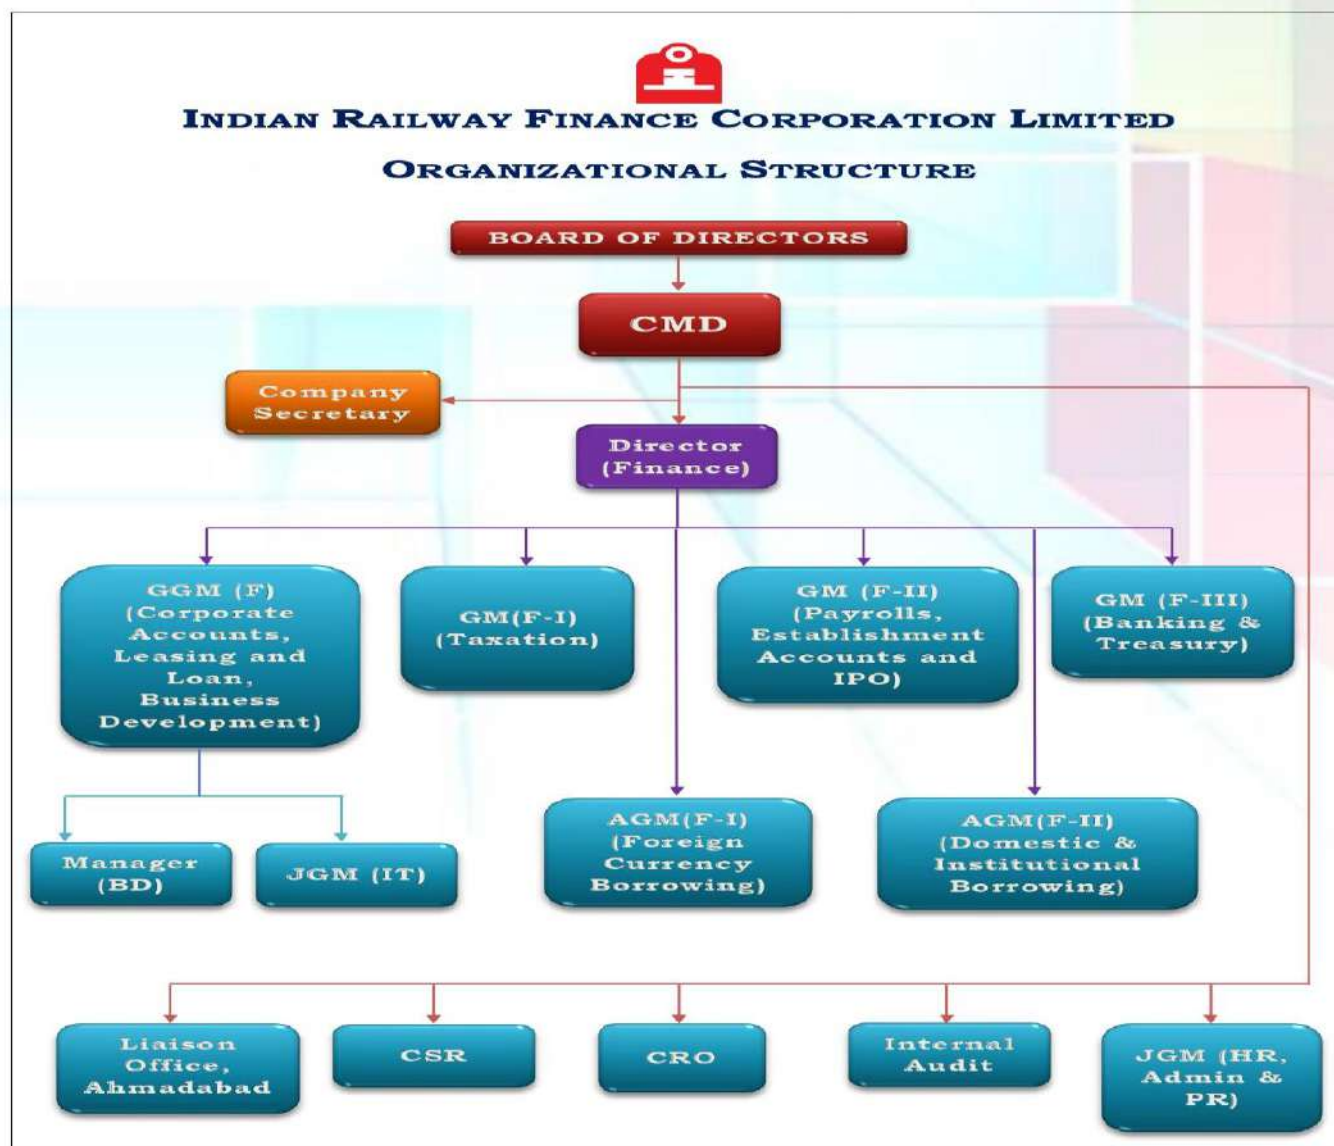 INDIAN RAILWAY FINANCE CORPORATION LIMITED
ORGANIZATIONAL STRUCTURE
BOARD OF DIRECTORS
CMD
Company
Secretary
Director
(Finance)
GGM (F)
(Corporate
Accounts,
Leasing and
Loan,
Business
Development)
GM(F-I)
(Taxation)
GM (F-II)
(Payrolls,
Establishment
Accounts and
IPO)
GM (F-III)
(Banking &
Treasury)
Manager
(BD)
JGM (IT)
AGM(F-I)
(Foreign
Currency
Borrowing)
AGM(F-II)
(Domestic &
Institutional
Borrowing)
Liaison
Office,
Ahmadabad
CSR
CRO
Internal
Audit
JGM (HR,
Admin &
PR)